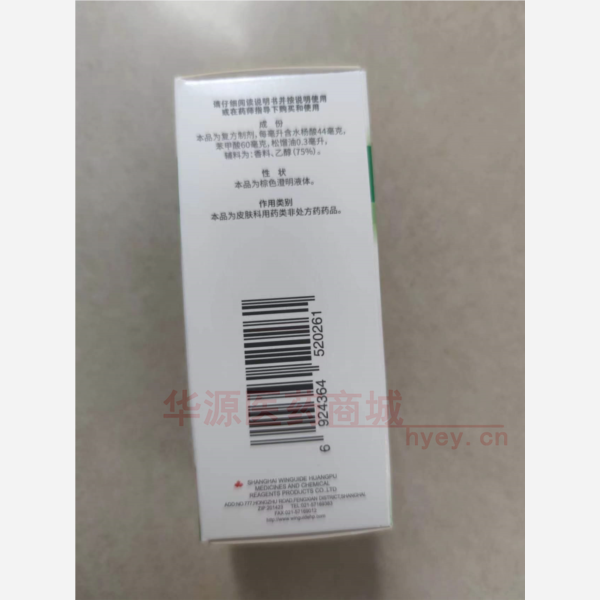 请仔细阅读说明书并按说明使用
或在药师指导下购买和使用
成 份
本品为复方制剂,每毫升含水杨酸44毫克,
苯甲酸60毫克,松馏油0.3毫升,
辅料为:香料、乙醇(75%)。
性 状
本品为棕色澄明液体。
作用类别
本品为皮肤科用药类非处方药药品。
6 924364 520261
华源医药商城
hyey.cn
SHANGHAI WINGUIDE HUANGPU
MEDICINES AND CHEMICAL
REAGENTS PRODUCTS CO.,LTD